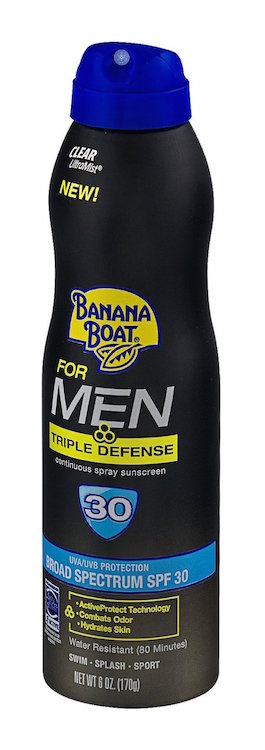 CLEAR
UltraMist®
NEW!
BANANA
BOAT®
FOR
MEN
TRIPLE DEFENSE
continuous spray sunscreen
30
UVA/UVB PROTECTION
BROAD SPECTRUM SPF 30
• ActiveProtect Technology
• Combats Odor
• Hydrates Skin
Water Resistant (80 Minutes)
SWIM • SPLASH • SPORT
NET WT 6 OZ. (170g)